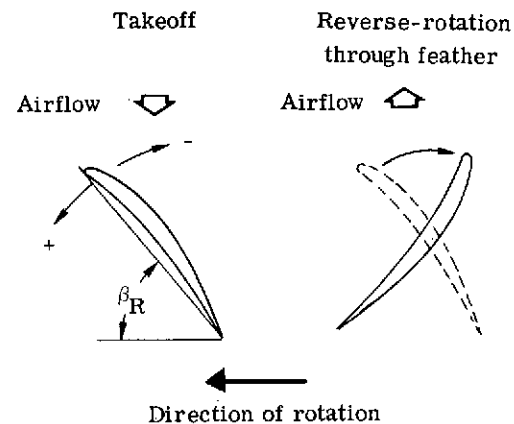 Takeoff
Reverse-rotation
through feather
Airflow
Airflow
-
+
βR
Direction of rotation